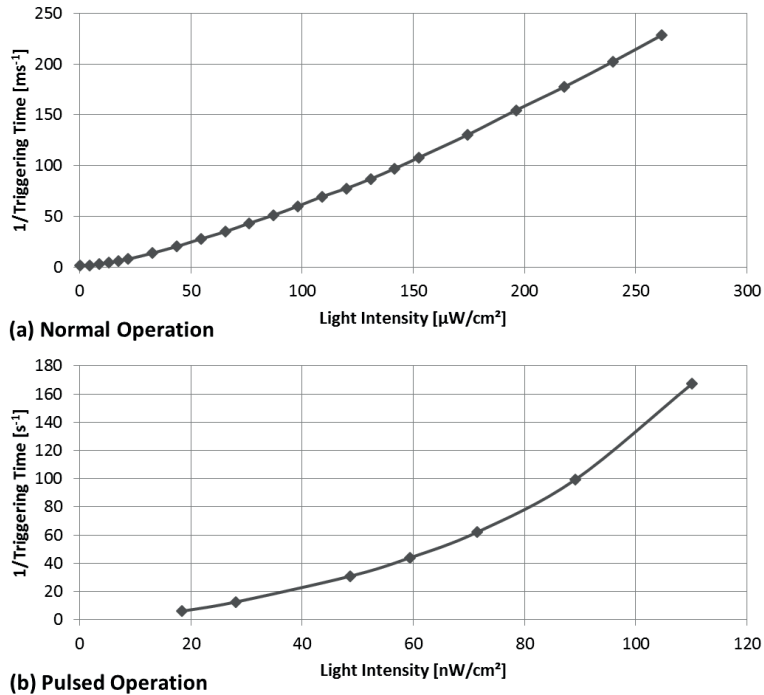 250
200
150
100
50
0
1/Triggering Time [ms⁻¹]
0 50 100 150 200 250 300
Light Intensity [µW/cm²]
(a) Normal Operation
180
160
140
120
100
80
60
40
20
0
1/Triggering Time [s⁻¹]
0 20 40 60 80 100 120
Light Intensity [nW/cm²]
(b) Pulsed Operation